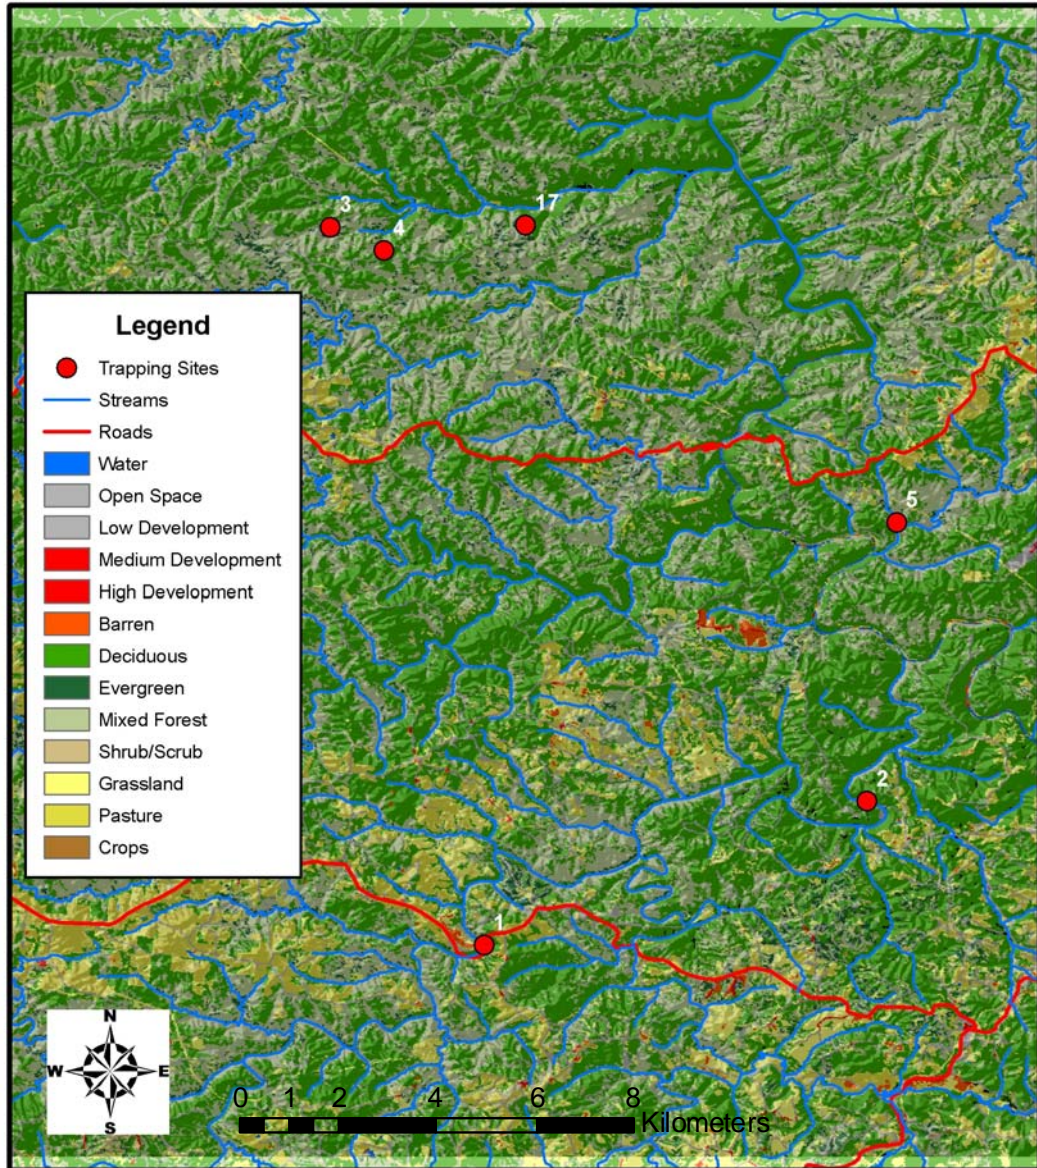 3
4
17
Legend
Trapping Sites
Streams
Roads
Water
Open Space
Low Development
Medium Development
High Development
Barren
Deciduous
Evergreen
Mixed Forest
Shrub/Scrub
Grassland
Pasture
Crops
5
2
1
N
W E
S
0 1 2 4 6 8
Kilometers